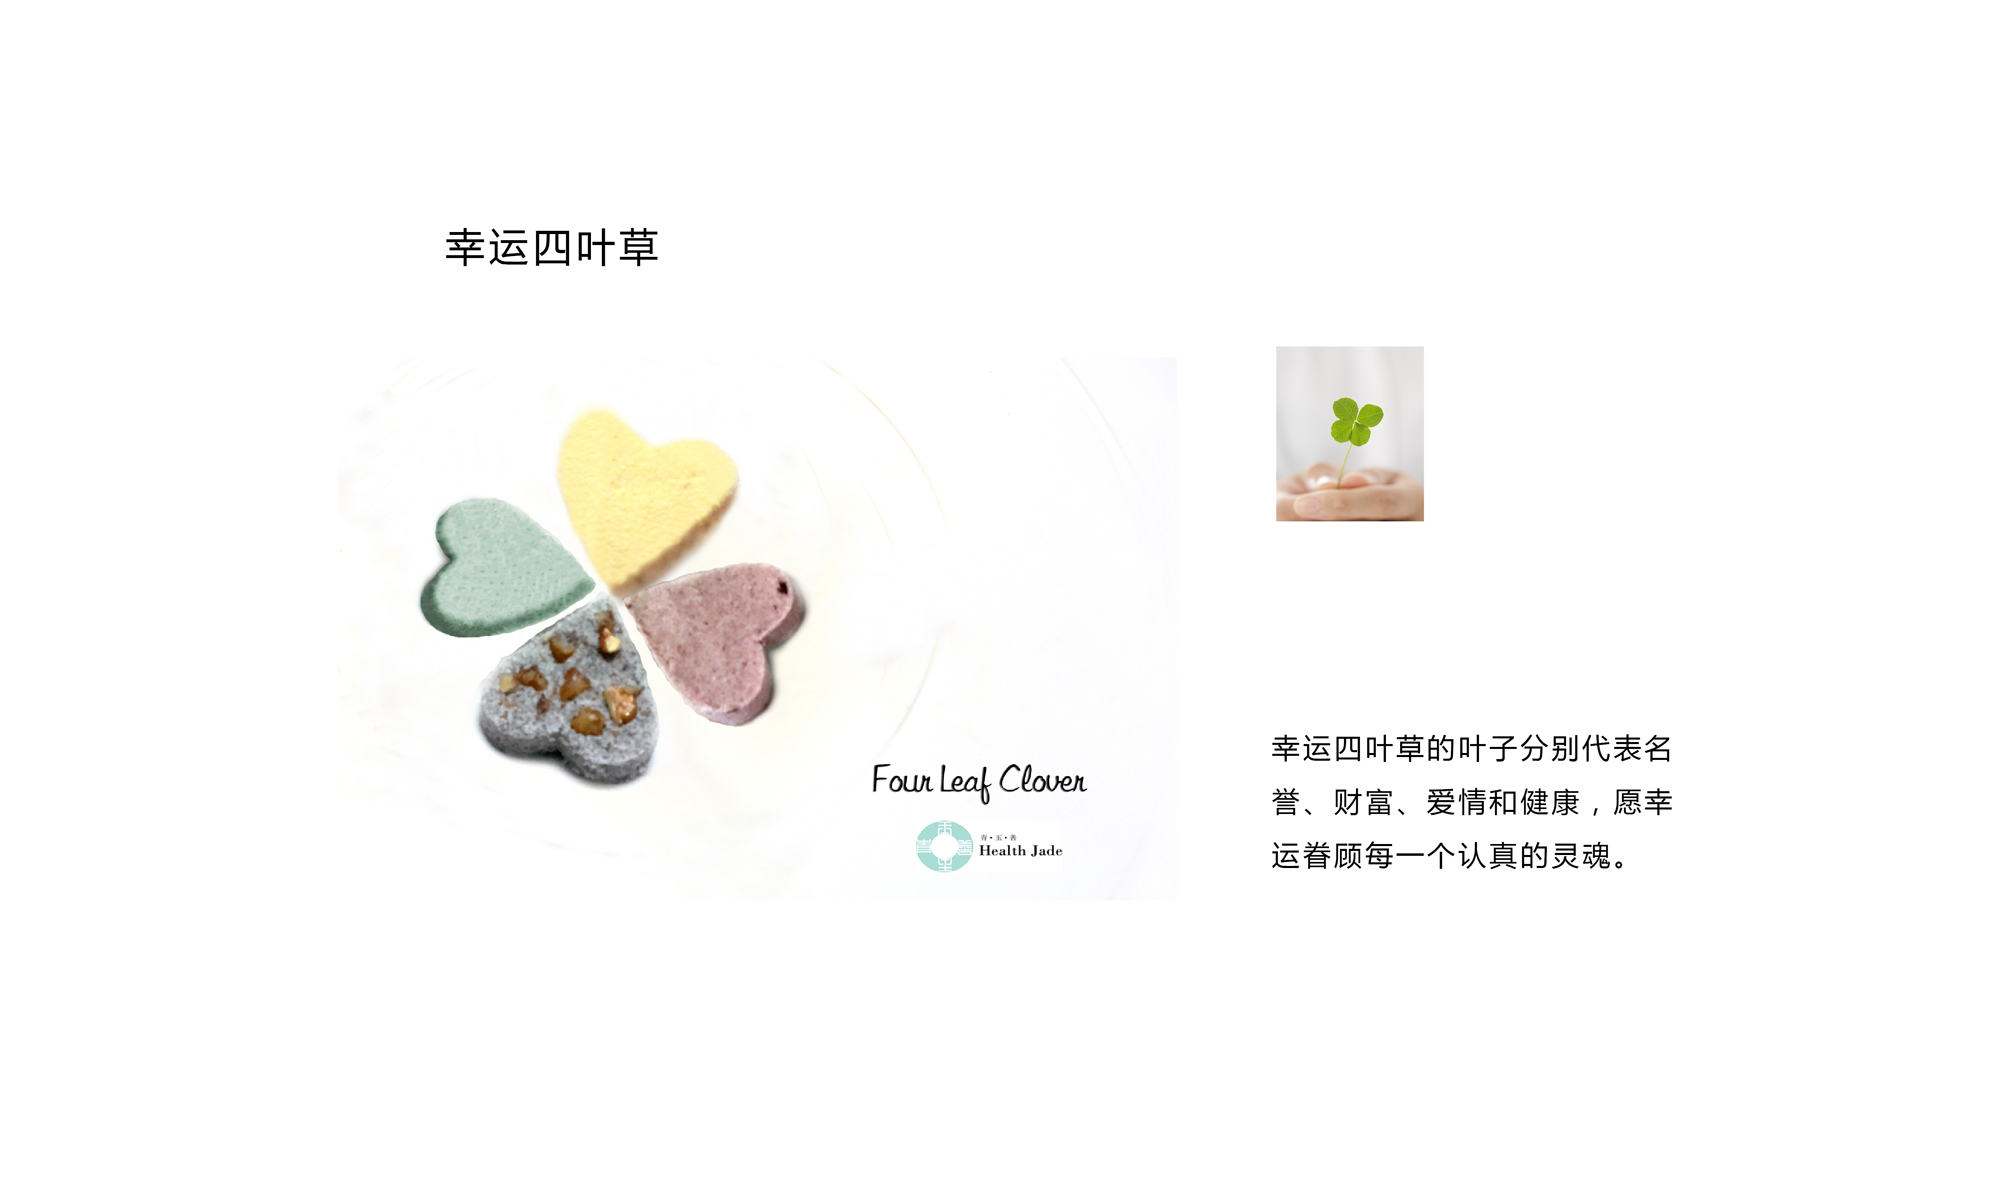 幸运四叶草
Four Leaf Clover
青·玉·善
Health Jade
幸运四叶草的叶子分别代表名
誉、财富、爱情和健康，愿幸
运眷顾每一个认真的灵魂。